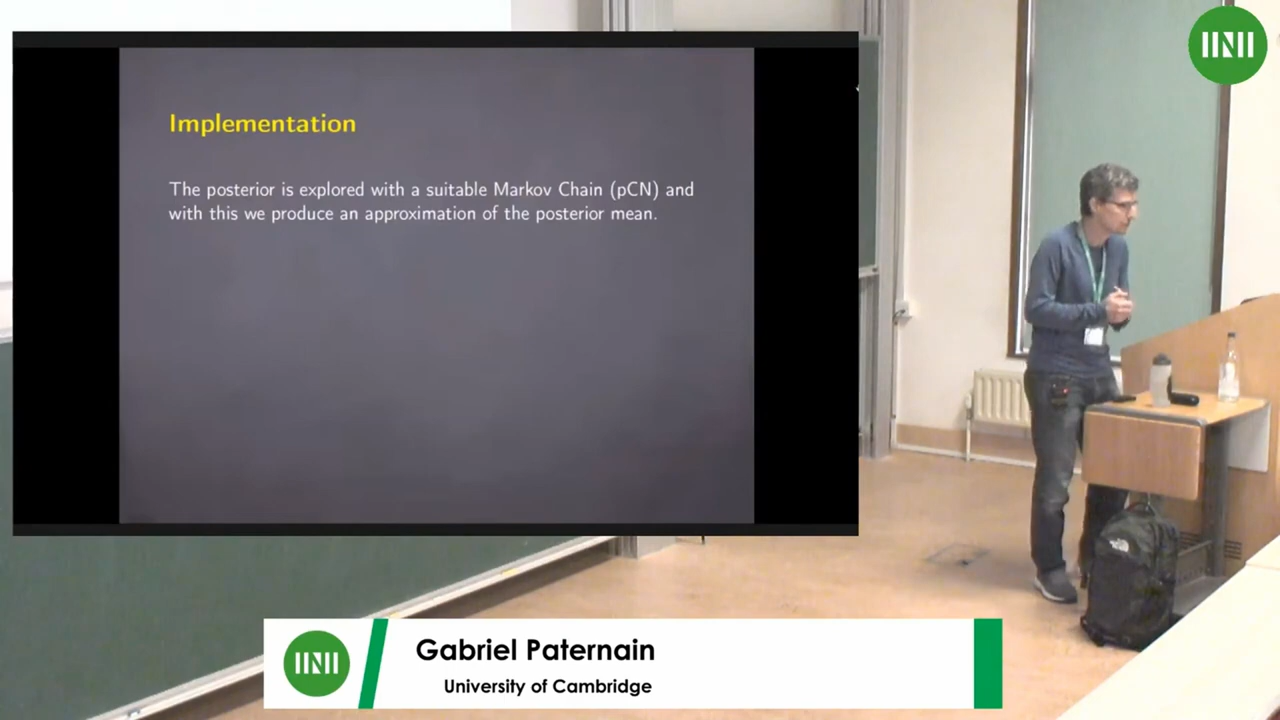 INI
Implementation
The posterior is explored with a suitable Markov Chain (pCN) and
with this we produce an approximation of the posterior mean.
INI
Gabriel Paternain
University of Cambridge